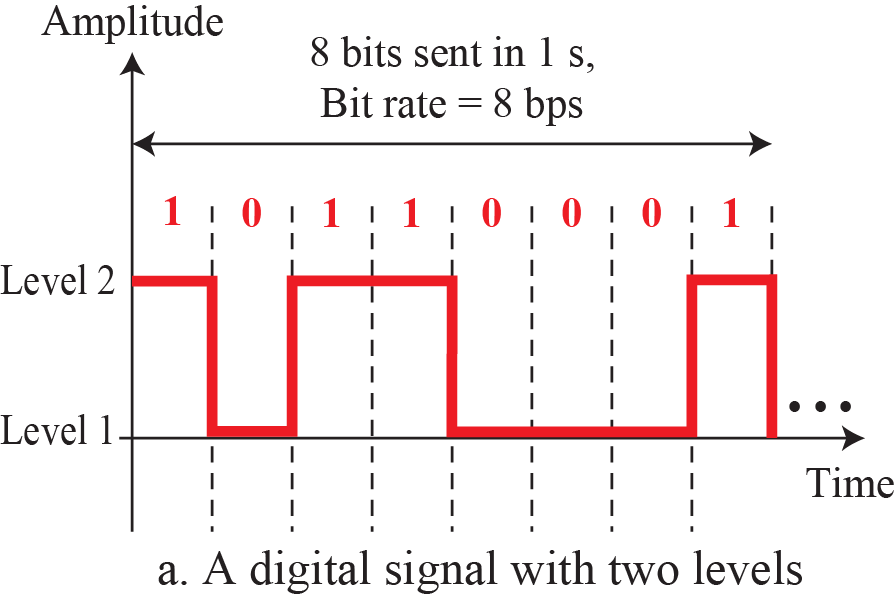 Amplitude
8 bits sent in 1 s,
Bit rate = 8 bps
1 0 1 1 0 0 0 1
Level 2
...
Level 1
Time
a. A digital signal with two levels